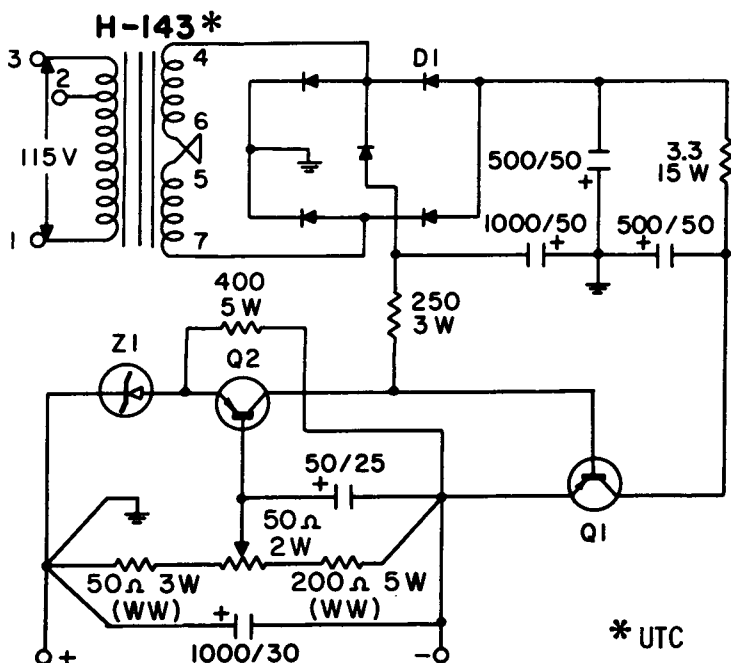 H-143*
3
2
115V
1
4
6
5
7
D1
500/50
+
3.3
15 W
1000/50
+
500/50
+
400
5 W
250
3 W
Z1
Q2
50/25
+
Q1
50Ω
2W
50Ω 3W
(WW)
200Ω 5W
(WW)
+
1000/30
+
-
* UTC